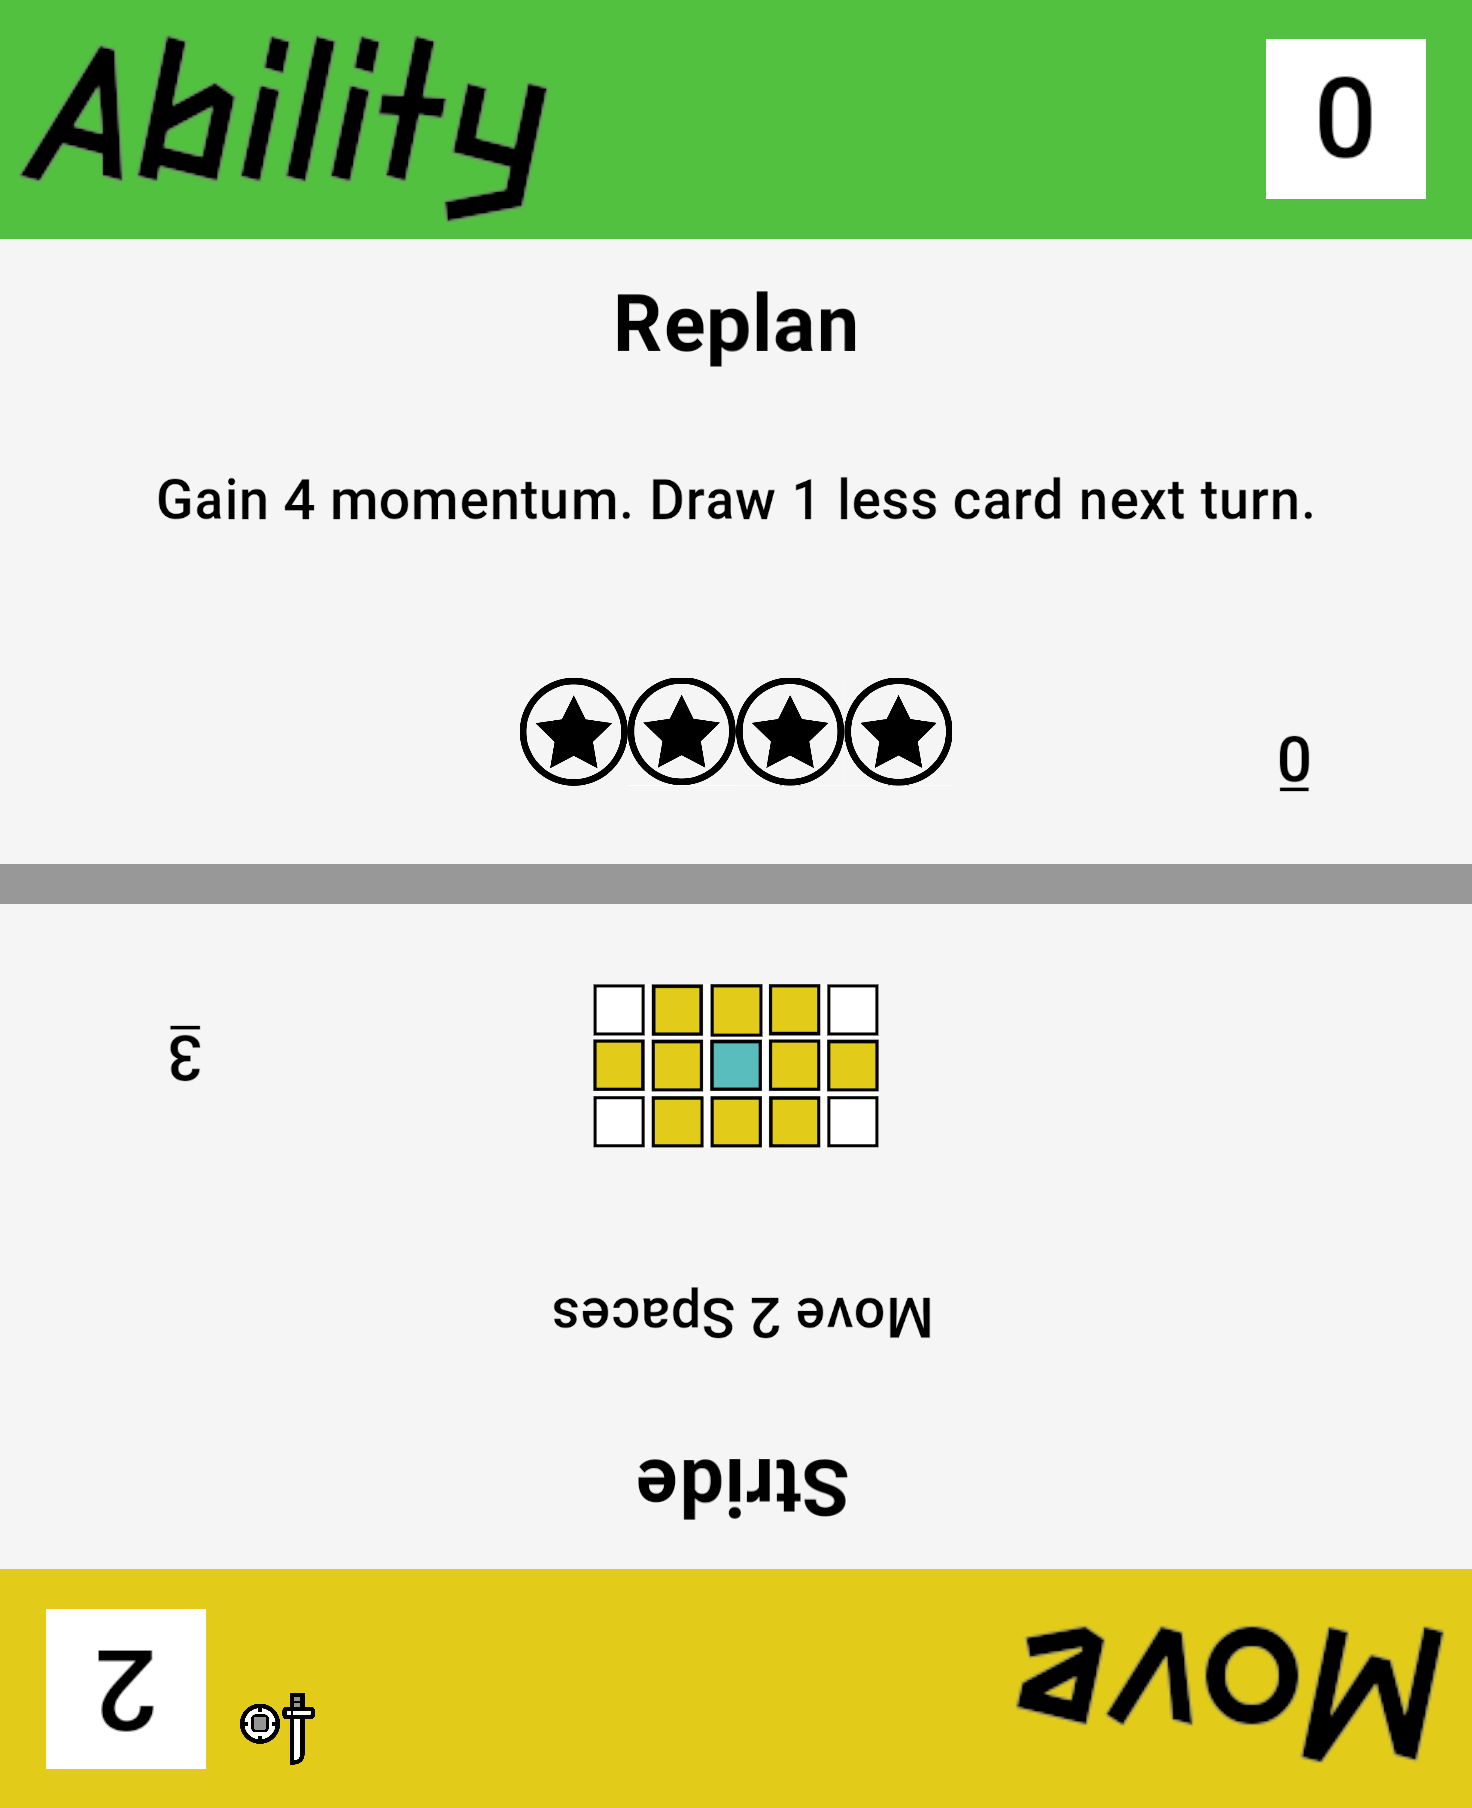 Ability
0
Replan
Gain 4 momentum. Draw 1 less card next turn.
0
Move
2
Stride
Move 2 Spaces
3